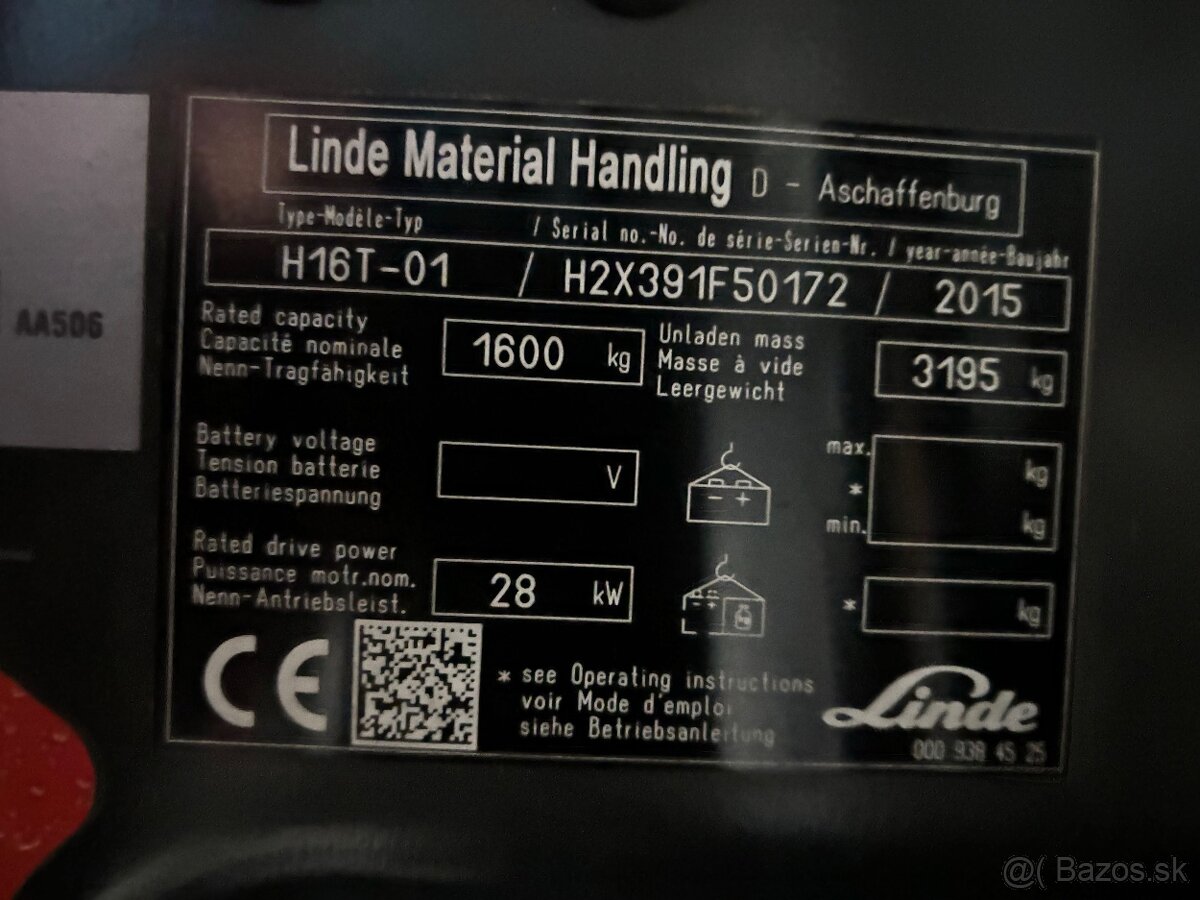 Linde Material Handling D - Aschaffenburg
Type-Modèle-Typ / Serial no.-No. de série-Serien-Nr. / year-année-Baujahr
H16T-01 / H2X391F50172 / 2015
AA506
Rated capacity
Capacité nominale
Nenn-Tragfähigkeit
1600 kg
Unladen mass
Masse à vide
Leergewicht
3195 kg
Battery voltage
Tension batterie
Batteriespannung
V
- +
max. kg
*
min. kg
Rated drive power
Puissance motr.nom.
Nenn-Antriebsleist.
28 kW
- +
kg
* kg
CE
* see Operating instructions
voir Mode d'emploi
siehe Betriebsanleitung
Linde
000 938 45 25
@( Bazos.sk